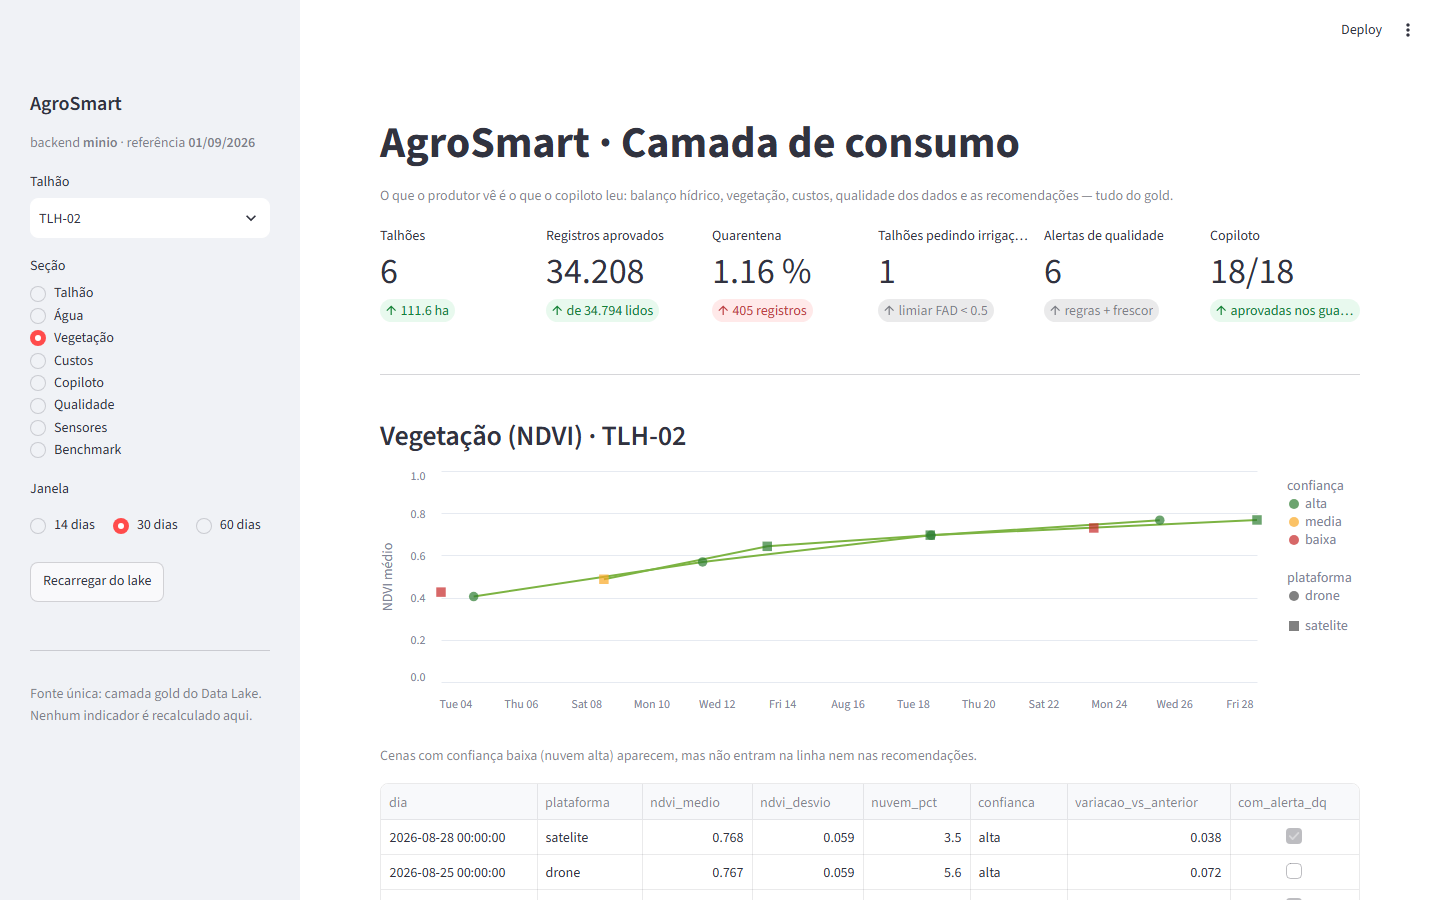 Deploy
AgroSmart
backend minio · referência 01/09/2026
Talhão
TLH-02
Seção
Talhão
Água
Vegetação
Custos
Copiloto
Qualidade
Sensores
Benchmark
Janela
14 dias 30 dias 60 dias
Recarregar do lake
Fonte única: camada gold do Data Lake.
Nenhum indicador é recalculado aqui.
AgroSmart · Camada de consumo
O que o produtor vê é o que o copiloto leu: balanço hídrico, vegetação, custos, qualidade dos dados e as recomendações — tudo do gold.
Talhões Registros aprovados Quarentena Talhões pedindo irrigaç… Alertas de qualidade Copiloto
6 34.208 1.16 % 1 6 18/18
↑ 111.6 ha ↑ de 34.794 lidos ↑ 405 registros ↑ limiar FAD < 0.5 ↑ regras + frescor ↑ aprovadas nos gua…
Vegetação (NDVI) · TLH-02
NDVI médio
1.0
0.8
0.6
0.4
0.2
0.0
Tue 04 Thu 06 Sat 08 Mon 10 Wed 12 Fri 14 Aug 16 Tue 18 Thu 20 Sat 22 Mon 24 Wed 26 Fri 28
confiança
alta
media
baixa
plataforma
drone
satelite
Cenas com confiança baixa (nuvem alta) aparecem, mas não entram na linha nem nas recomendações.
dia plataforma ndvi_medio ndvi_desvio nuvem_pct confianca variacao_vs_anterior com_alerta_dq
2026-08-28 00:00:00 satelite 0.768 0.059 3.5 alta 0.038
2026-08-25 00:00:00 drone 0.767 0.059 5.6 alta 0.072